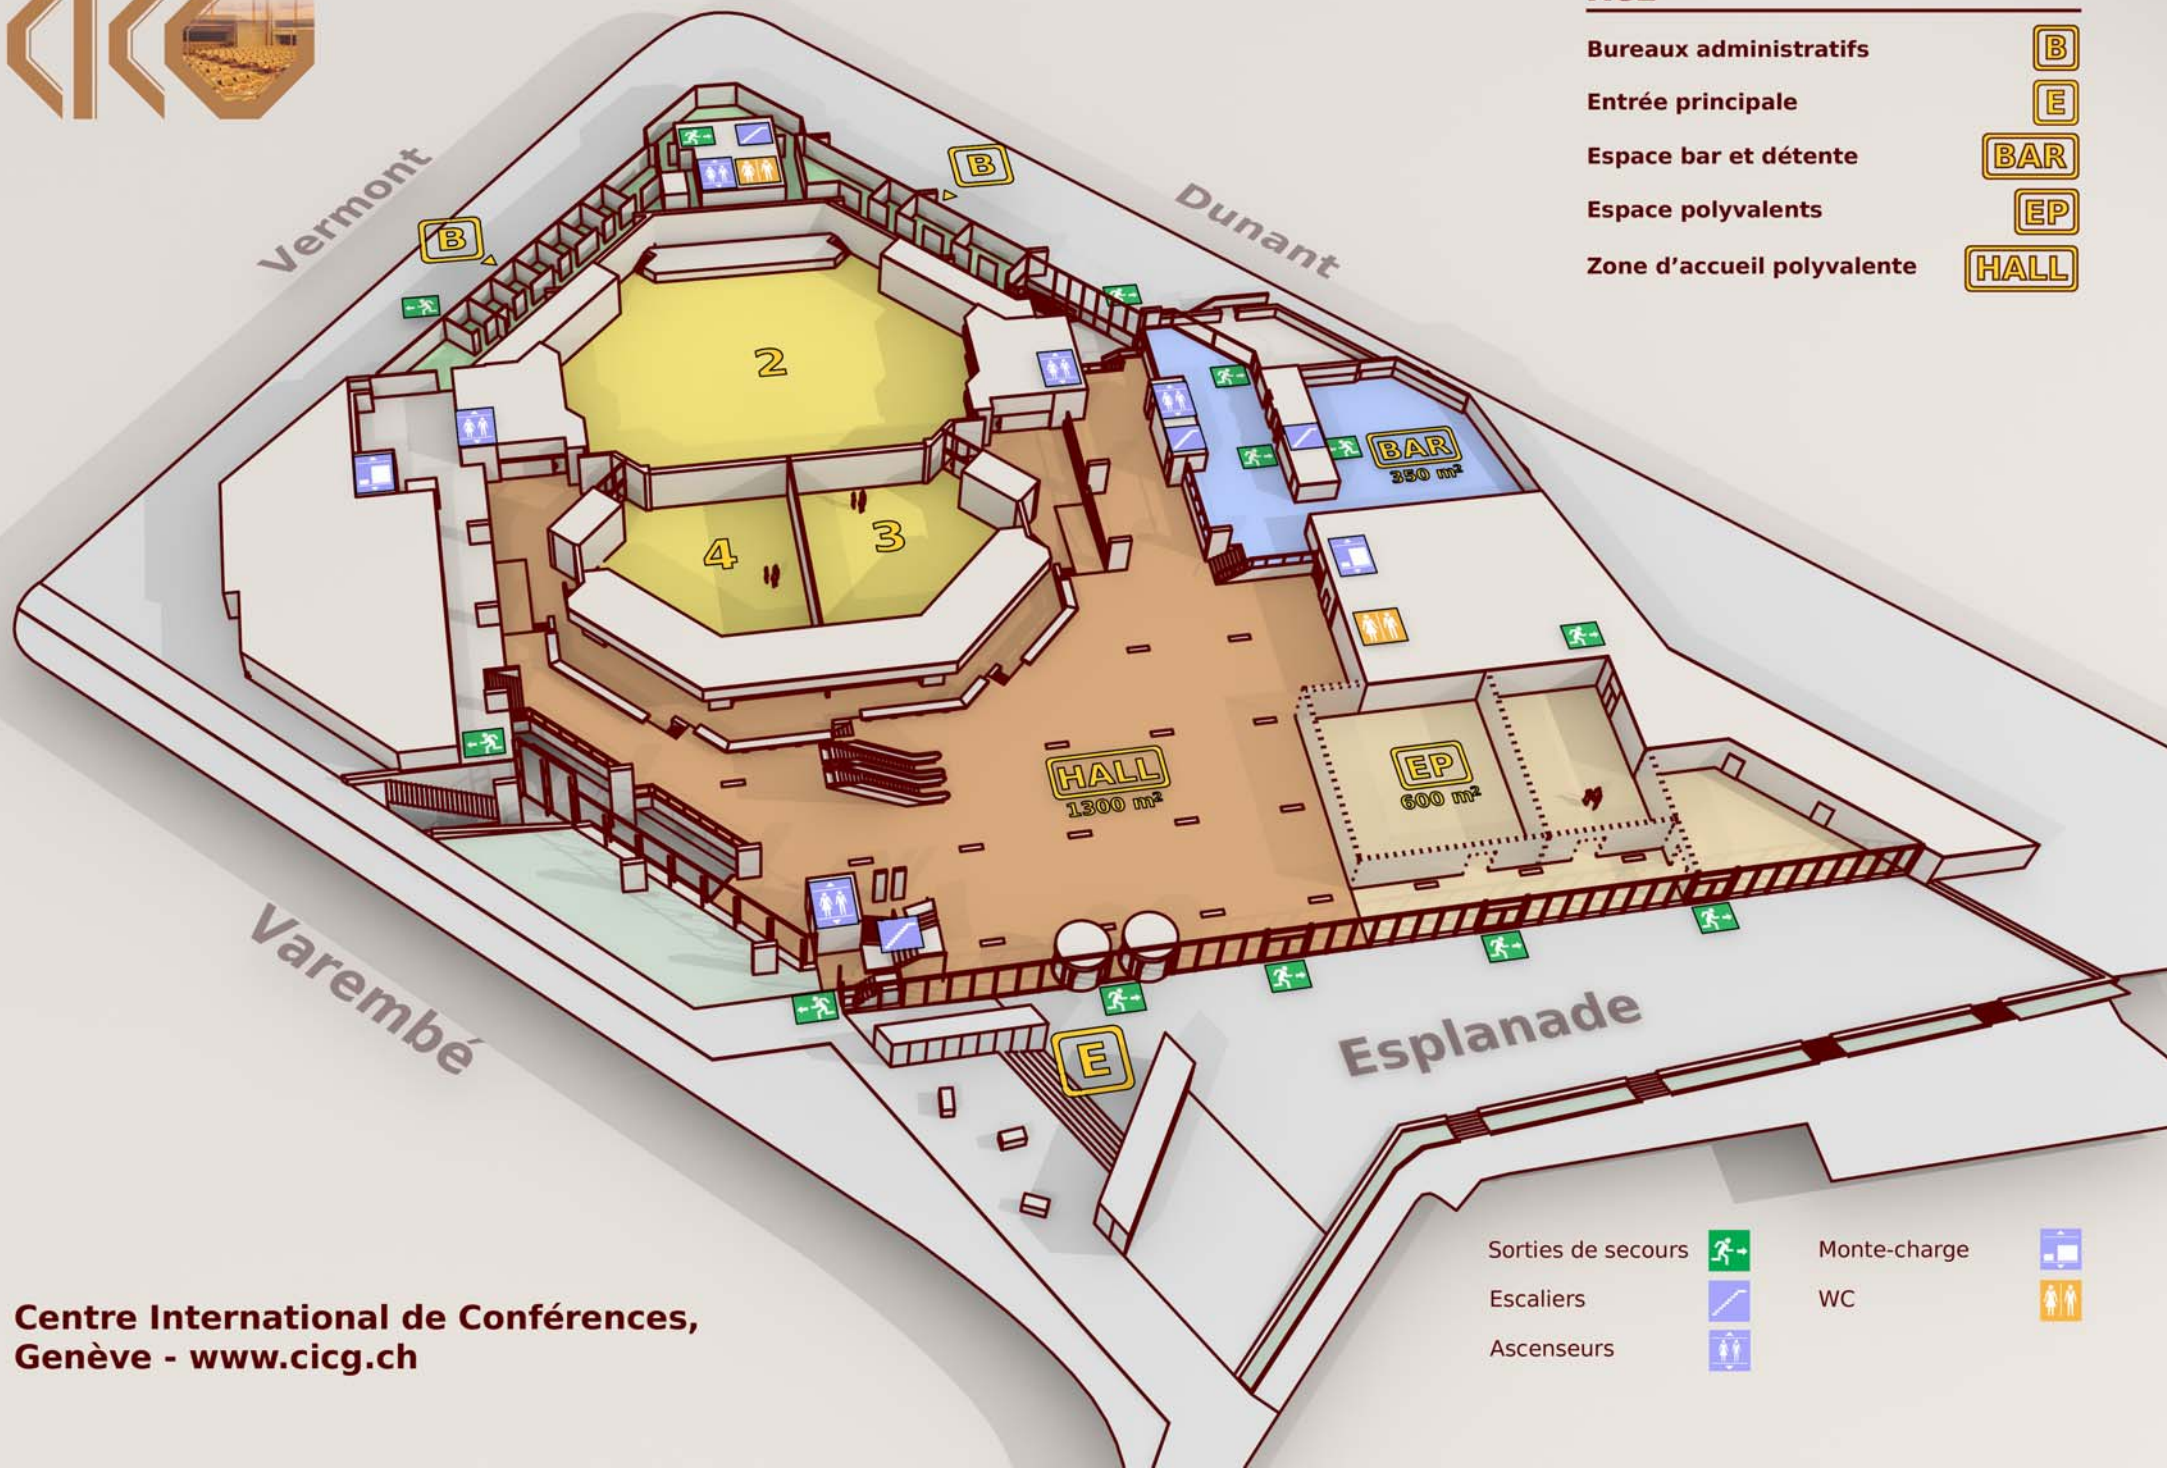 CICG
Bureaux administratifs B
Entrée principale E
Espace bar et détente BAR
Espace polyvalents EP
Zone d’accueil polyvalente HALL
Vermont
B
B
Dunant
2
BAR
350 m²
3
4
HALL
1300 m²
EP
600 m²
Varembé
Esplanade
E
Sorties de secours
Monte-charge
Escaliers
WC
Ascenseurs
Centre International de Conférences,
Genève - www.cicg.ch